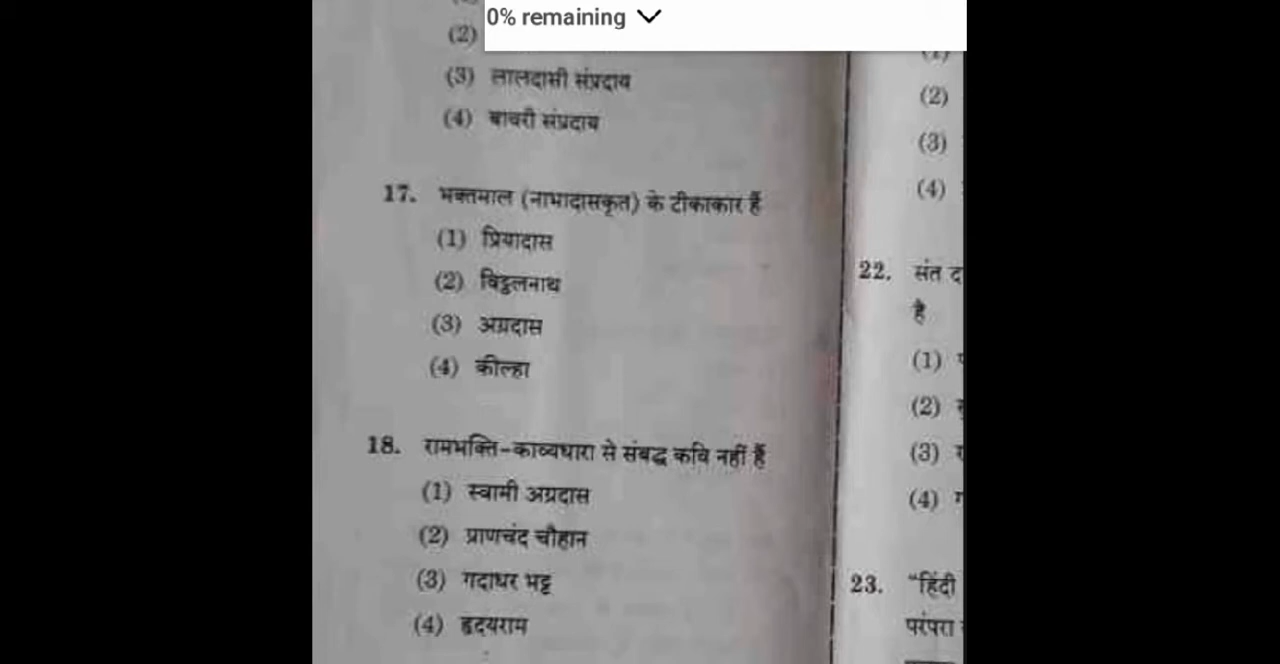 0% remaining
(2)
(3) लालदासी संप्रदाय
(4) बावरी संप्रदाय
17. भक्तमाल (नाभादासकृत) के टीकाकार हैं
(1) प्रियादास
(2) विट्ठलनाथ
(3) अग्रदास
(4) कील्हा
18. रामभक्ति-काव्यधारा से संबद्ध कवि नहीं हैं
(1) स्वामी अग्रदास
(2) प्राणचंद चौहान
(3) गदाधर भट्ट
(4) हृदयराम
(1)
(2)
(3)
(4)
22. संत
है
(1)
(2)
(3)
(4)
23. "हिंदी
परंपरा